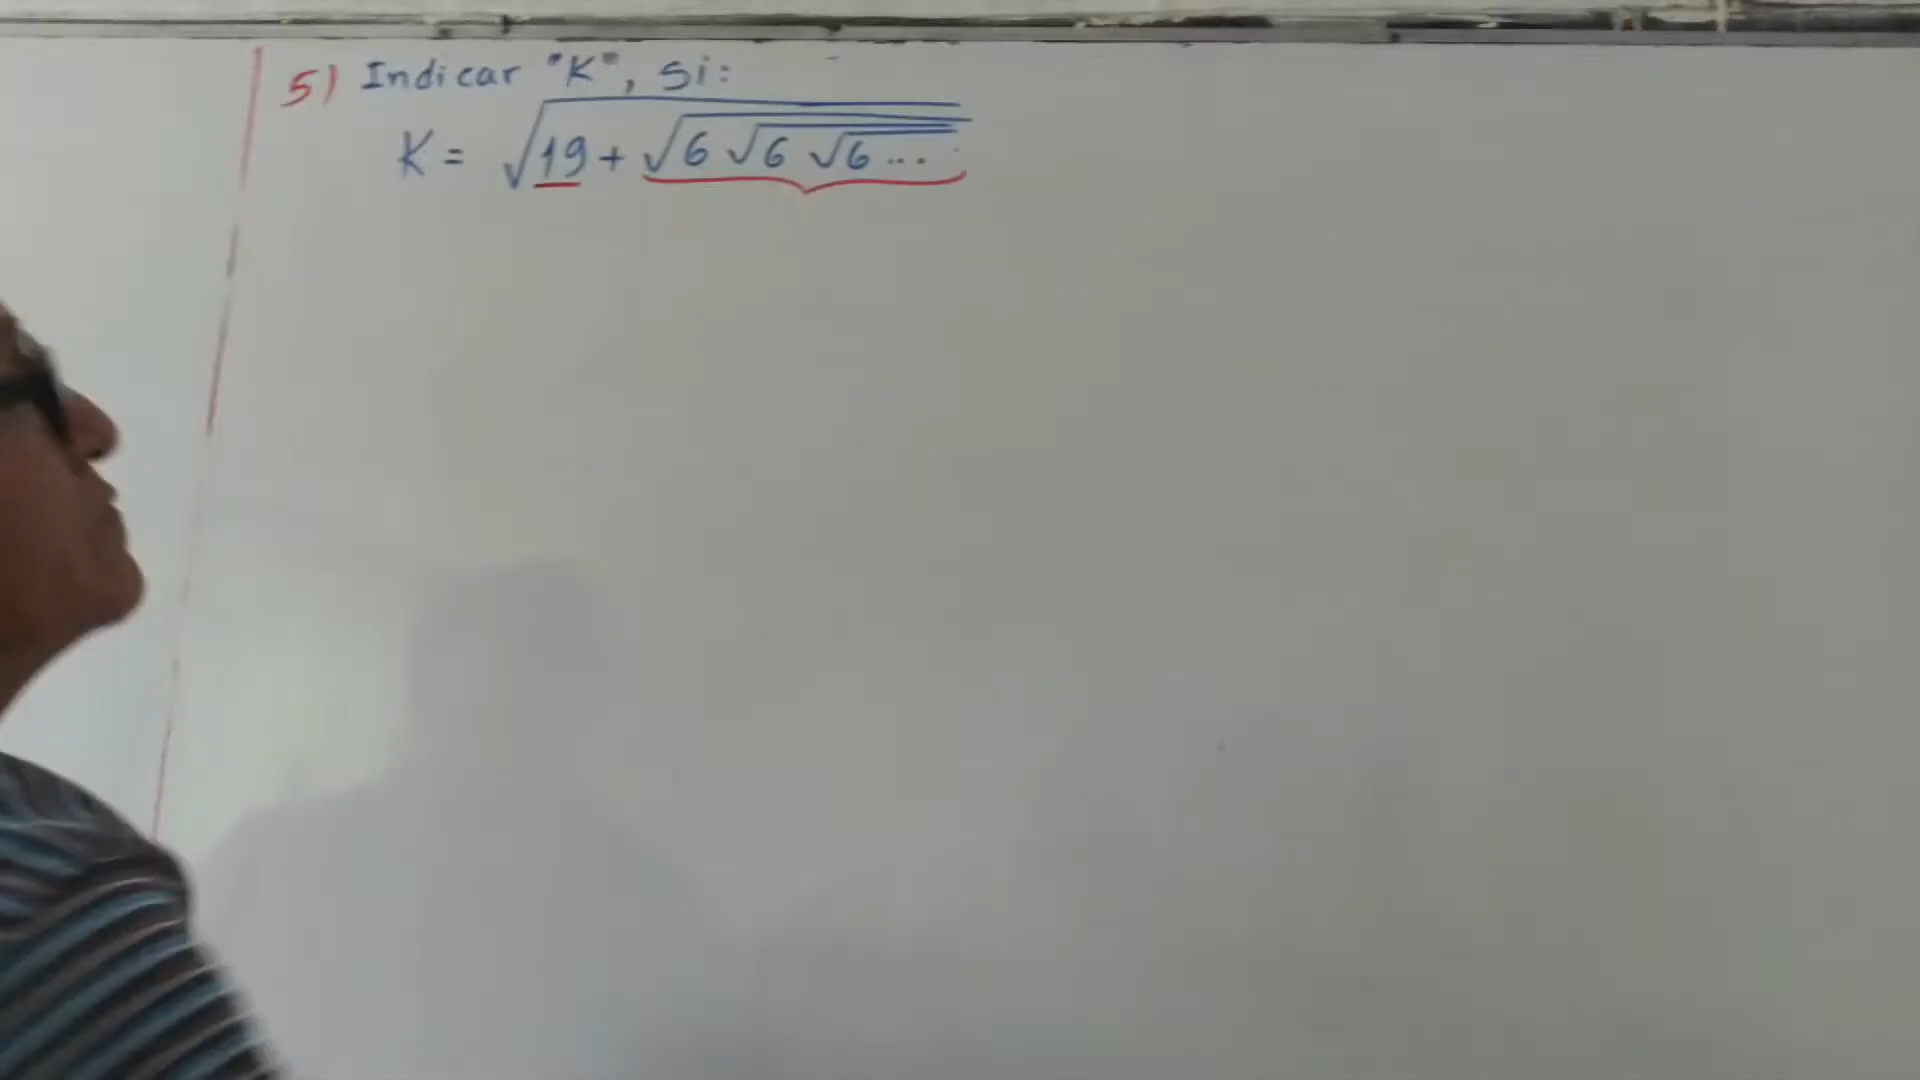 5) Indicar "K", Si:
K = √19 + √6 √6 √6 ...